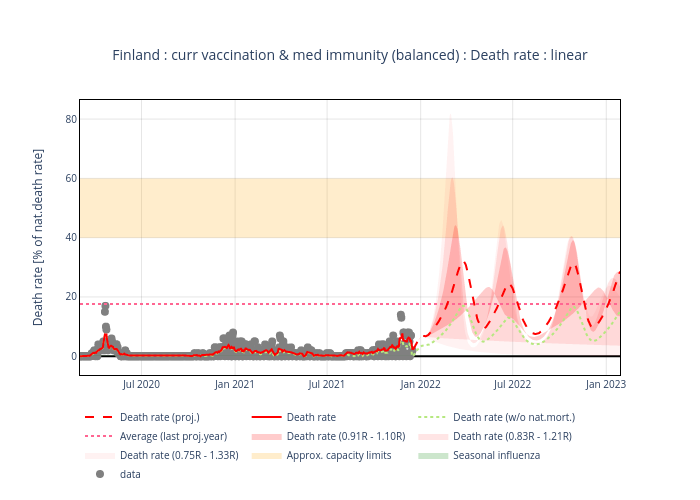 Finland : curr vaccination & med immunity (balanced) : Death rate : linear
Death rate [% of nat.death rate]
80
60
40
20
0
Jul 2020
Jan 2021
Jul 2021
Jan 2022
Jul 2022
Jan 2023
Death rate (proj.)
Death rate
Death rate (w/o nat.mort.)
Average (last proj.year)
Death rate (0.91R - 1.10R)
Death rate (0.83R - 1.21R)
Death rate (0.75R - 1.33R)
Approx. capacity limits
Seasonal influenza
data